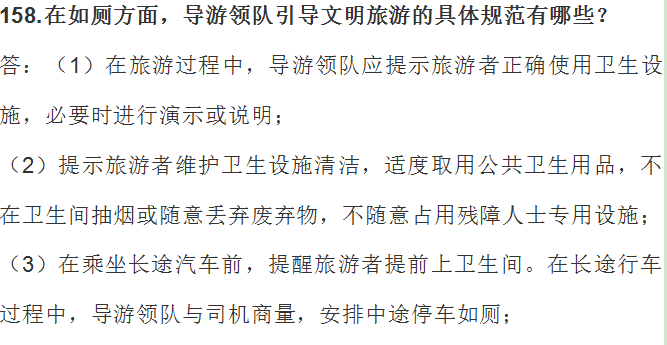 158.在如厕方面，导游领队引导文明旅游的具体规范有哪些？
答：（1）在旅游过程中，导游领队应提示旅游者正确使用卫生设
施，必要时进行演示或说明；
（2）提示旅游者维护卫生设施清洁，适度取用公共卫生用品，不
在卫生间抽烟或随意丢弃废弃物，不随意占用残障人士专用设施；
（3）在乘坐长途汽车前，提醒旅游者提前上卫生间。在长途行车
过程中，导游领队与司机商量，安排中途停车如厕；